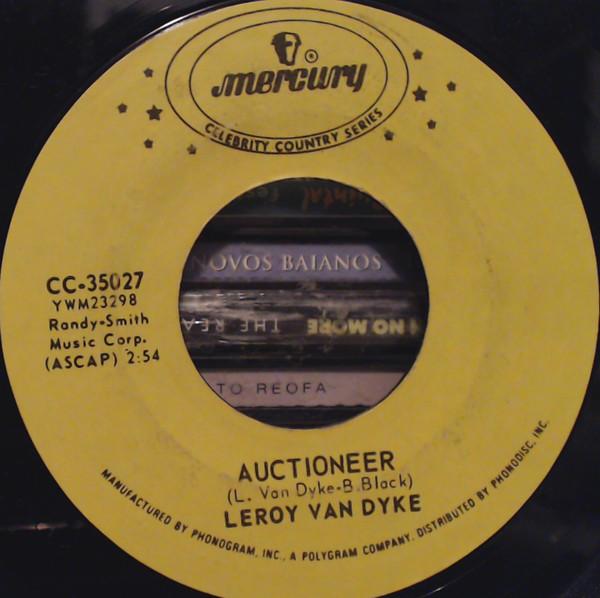 mercury
®
CELEBRITY COUNTRY SERIES
CC-35027
YWM23298
Randy-Smith
Music Corp.
(ASCAP) 2:54
NOVOS BAIANOS
THE REA
NO MORE
TO REOFA
AUCTIONEER
(L. Van Dyke-B. Black)
LEROY VAN DYKE
MANUFACTURED BY PHONOGRAM, INC., A POLYGRAM COMPANY. DISTRIBUTED BY PHONODISC, INC.